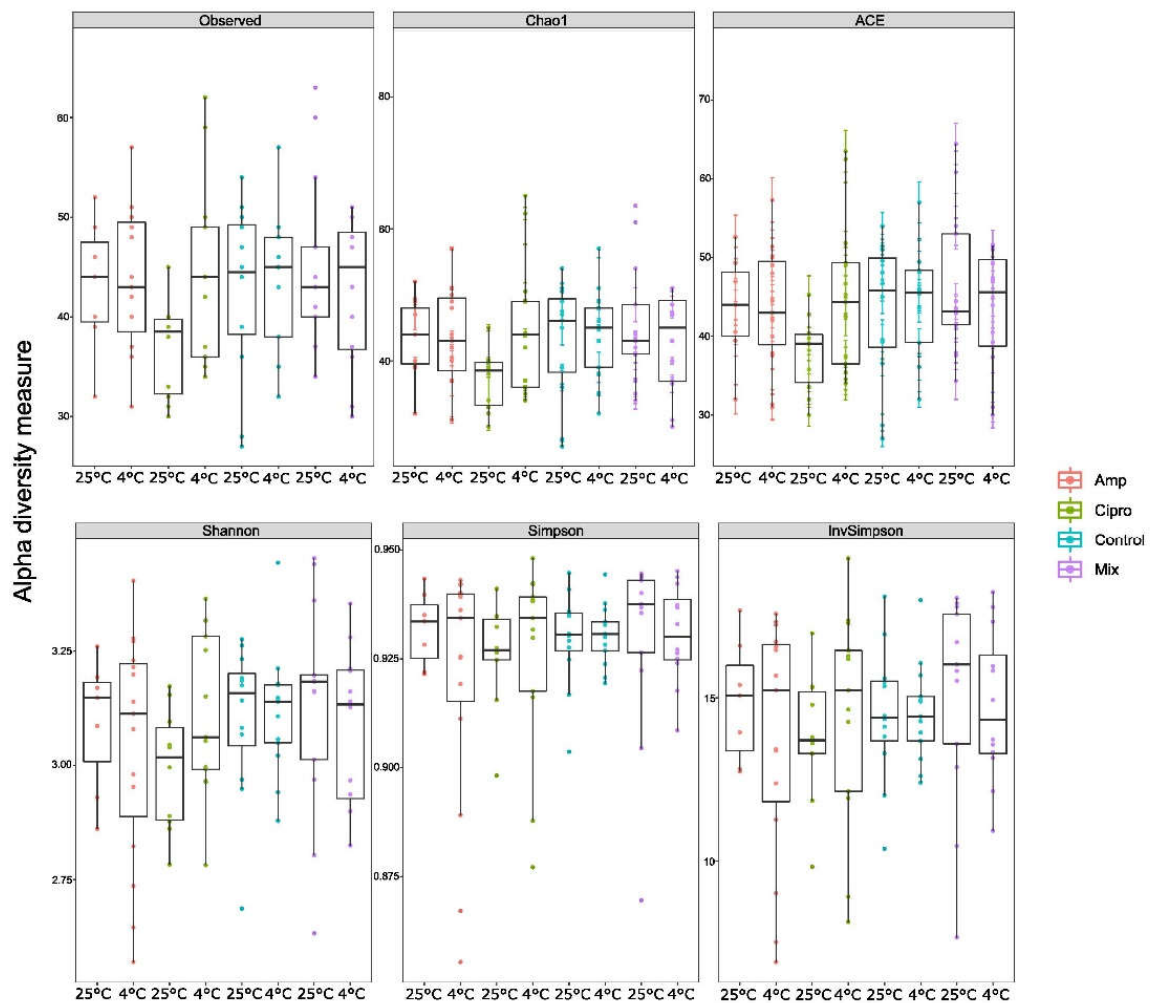 Observed Chao1 ACE
60
50
40
30
80
60
40
70
60
50
40
30
25°C 4°C 25°C 4°C 25°C 4°C 25°C 4°C 25°C 4°C 25°C 4°C 25°C 4°C 25°C 4°C 25°C 4°C 25°C 4°C 25°C 4°C 25°C 4°C
Alpha diversity measure
Amp
Cipro
Control
Mix
Shannon Simpson InvSimpson
3.25
3.00
2.75
0.950
0.925
0.900
0.875
15
10
25°C 4°C 25°C 4°C 25°C 4°C 25°C 4°C 25°C 4°C 25°C 4°C 25°C 4°C 25°C 4°C 25°C 4°C 25°C 4°C 25°C 4°C 25°C 4°C